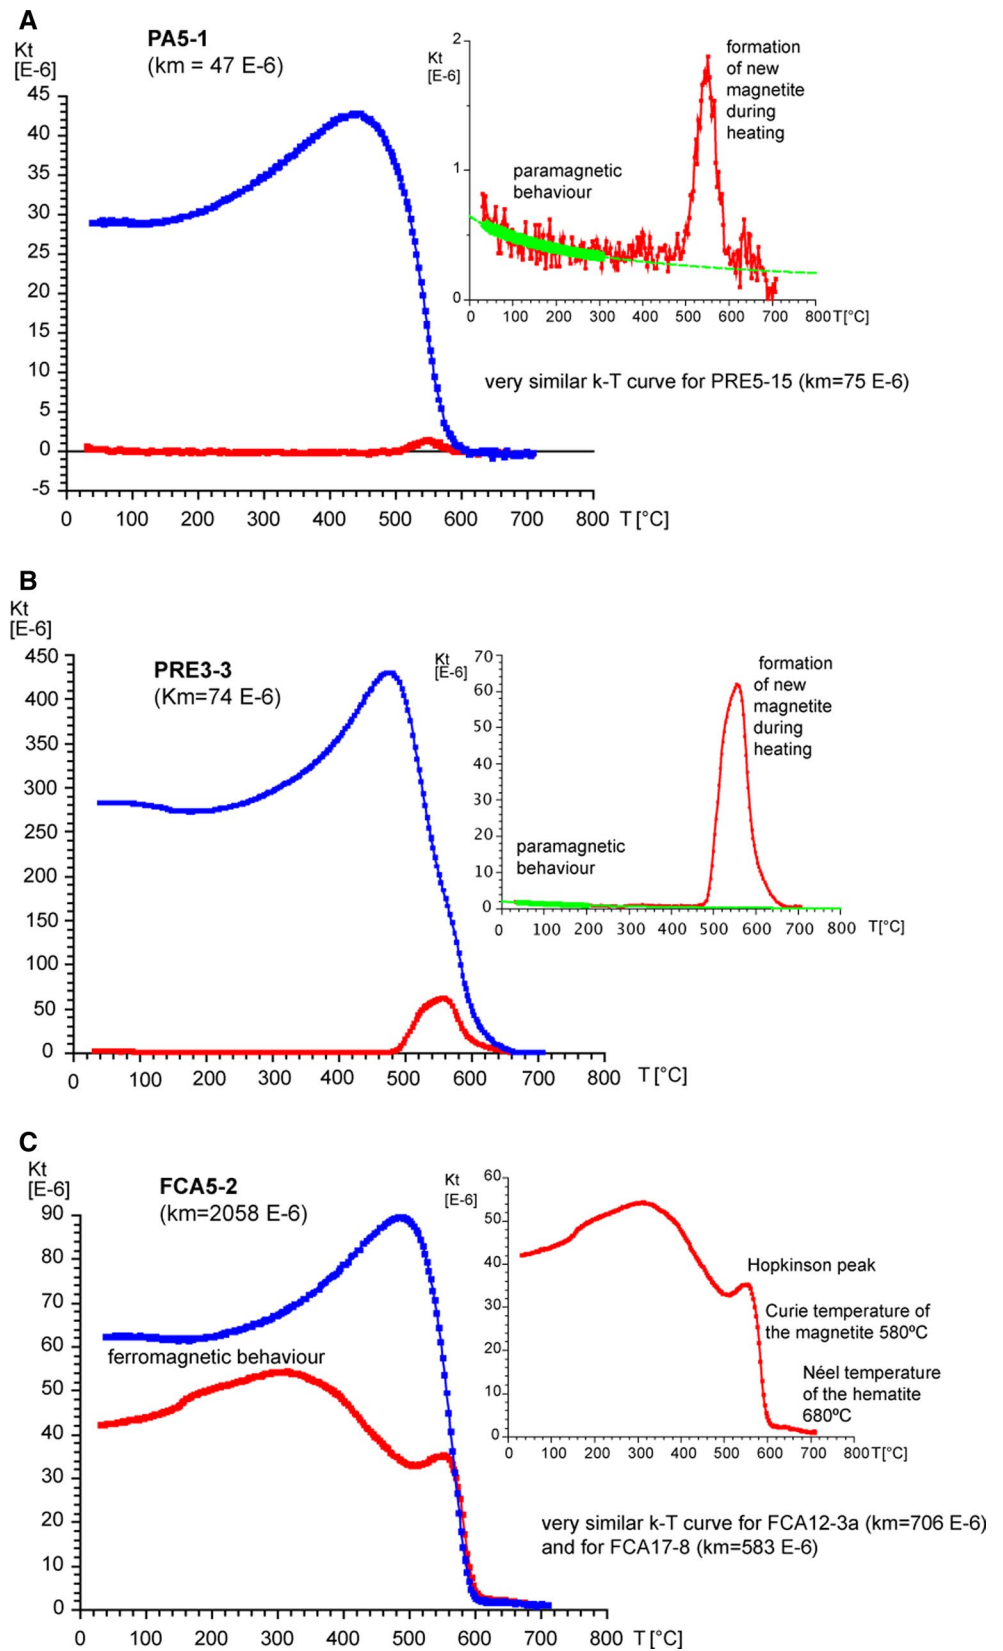 A
PA5-1
(km = 47 E-6)
Kt
[E-6]
45
40
35
30
25
20
15
10
5
0
-5
0 100 200 300 400 500 600 700 800 T [°C]
Kt
[E-6]
2
1
0
formation
of new
magnetite
during
heating
paramagnetic
behaviour
0 100 200 300 400 500 600 700 800 T[°C]
very similar k-T curve for PRE5-15 (km=75 E-6)
B
Kt
[E-6]
PRE3-3
(Km=74 E-6)
450
400
350
300
250
200
150
100
50
0
0 100 200 300 400 500 600 700 800 T [°C]
Kt
[E-6]
70
60
50
40
30
20
10
0
formation
of new
magnetite
during
heating
paramagnetic
behaviour
0 100 200 300 400 500 600 700 800 T[°C]
C
Kt
[E-6]
FCA5-2
(km=2058 E-6)
90
80
70
60
50
40
30
20
10
0
ferromagnetic behaviour
0 100 200 300 400 500 600 700 800 T [°C]
Kt
[E-6]
60
50
40
30
20
10
0
Hopkinson peak
Curie temperature of
the magnetite 580ºC
Néel temperature
of the hematite
680ºC
0 100 200 300 400 500 600 700 800 T[°C]
very similar k-T curve for FCA12-3a (km=706 E-6)
and for FCA17-8 (km=583 E-6)